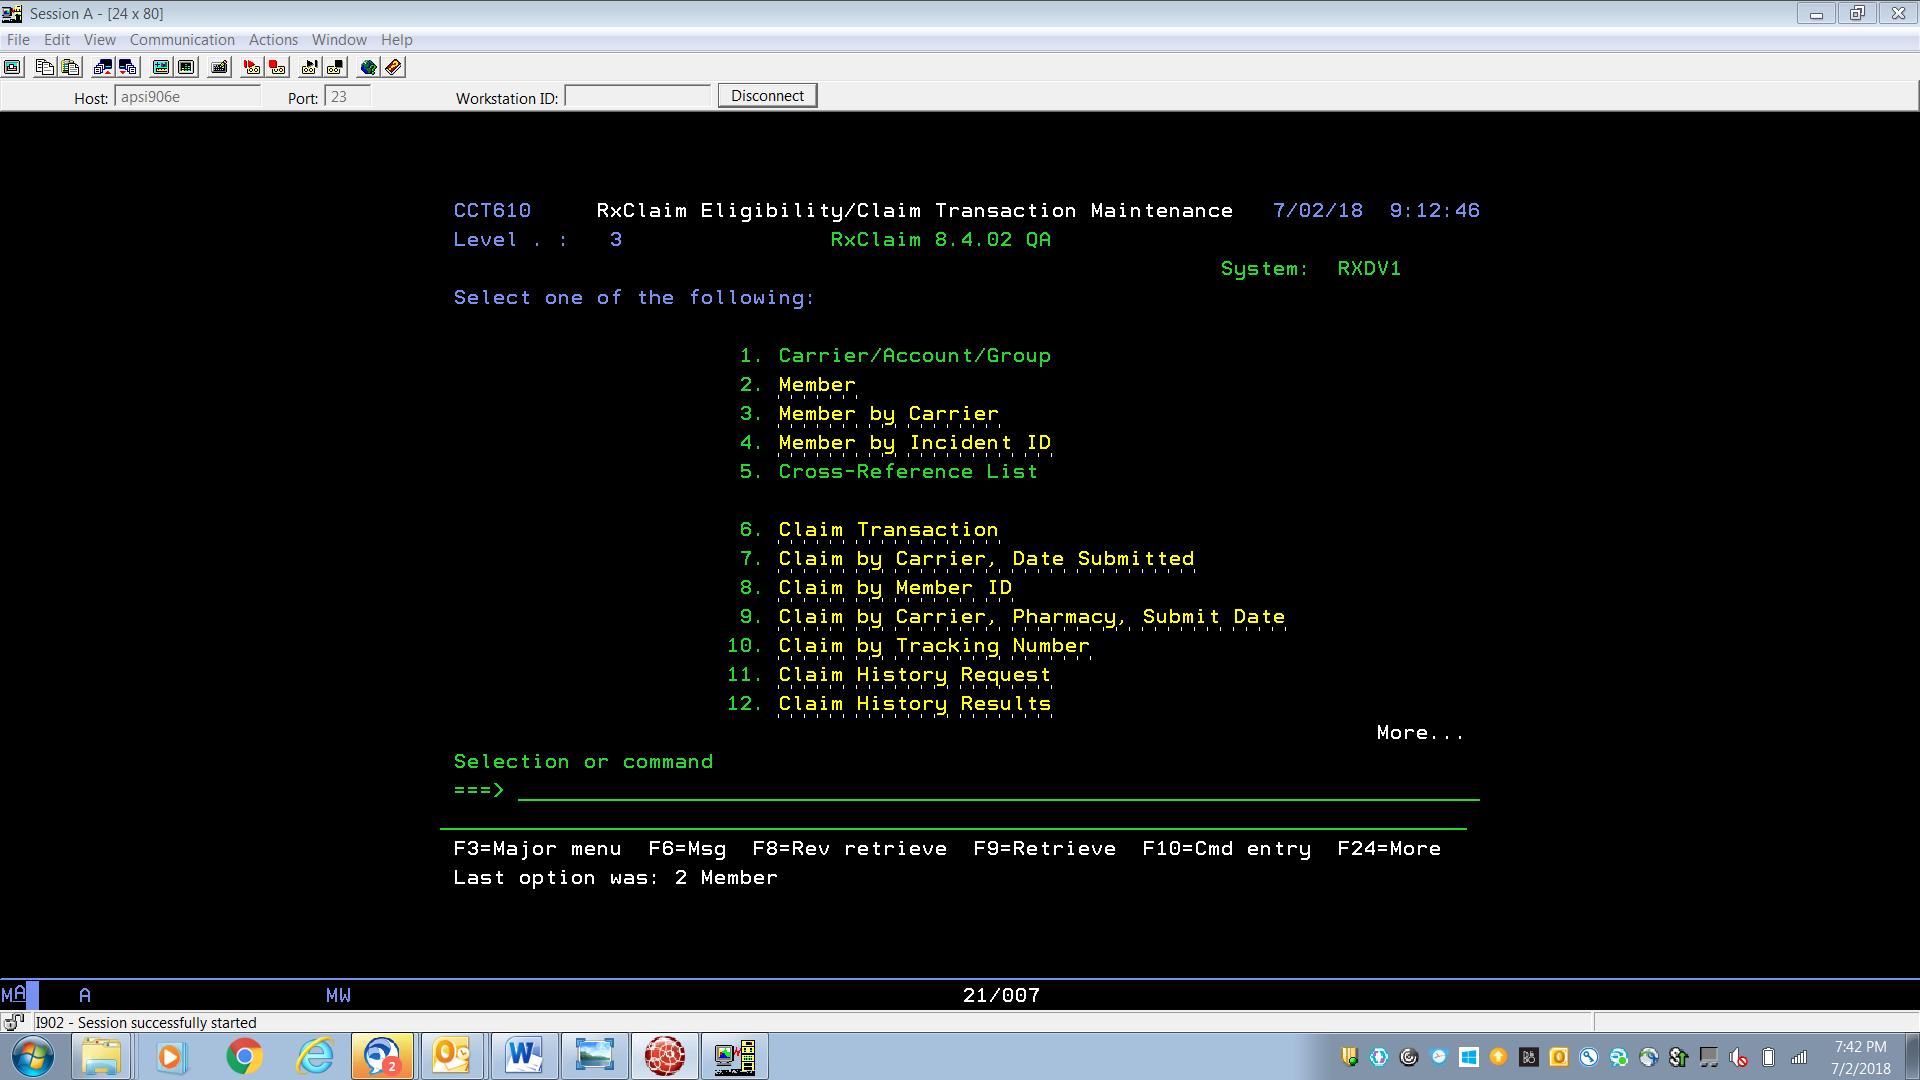 Session A - [24 x 80]
File Edit View Communication Actions Window Help
Host: apsi906e Port: 23 Workstation ID: Disconnect
CCT610 RxClaim Eligibility/Claim Transaction Maintenance 7/02/18 9:12:46
Level . : 3 RxClaim 8.4.02 QA
System: RXDV1
Select one of the following:
1. Carrier/Account/Group
2. Member
3. Member by Carrier
4. Member by Incident ID
5. Cross-Reference List
6. Claim Transaction
7. Claim by Carrier, Date Submitted
8. Claim by Member ID
9. Claim by Carrier, Pharmacy, Submit Date
10. Claim by Tracking Number
11. Claim History Request
12. Claim History Results
More...
Selection or command
===>
F3=Major menu F6=Msg F8=Rev retrieve F9=Retrieve F10=Cmd entry F24=More
Last option was: 2 Member
MA A MW 21/007
I902 - Session successfully started
2
7:42 PM
7/2/2018